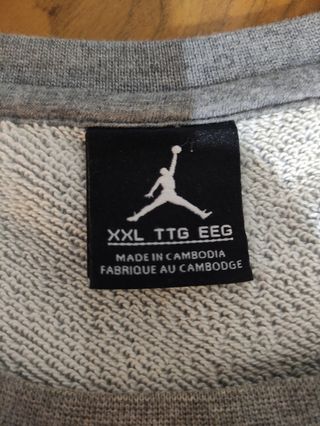 XXL TTG EEG
MADE IN CAMBODIA
FABRIQUE AU CAMBODGE